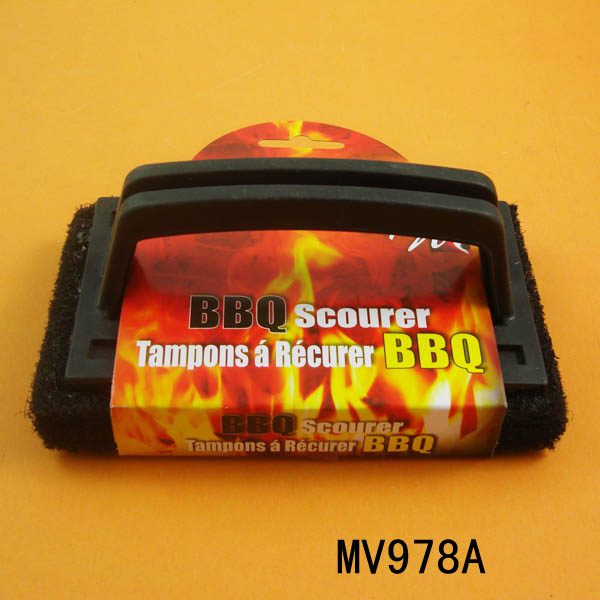 BBQ Scourer
Tampons á Récurer BBQ
BBQ Scourer
Tampons á Récurer BBQ
MV978A